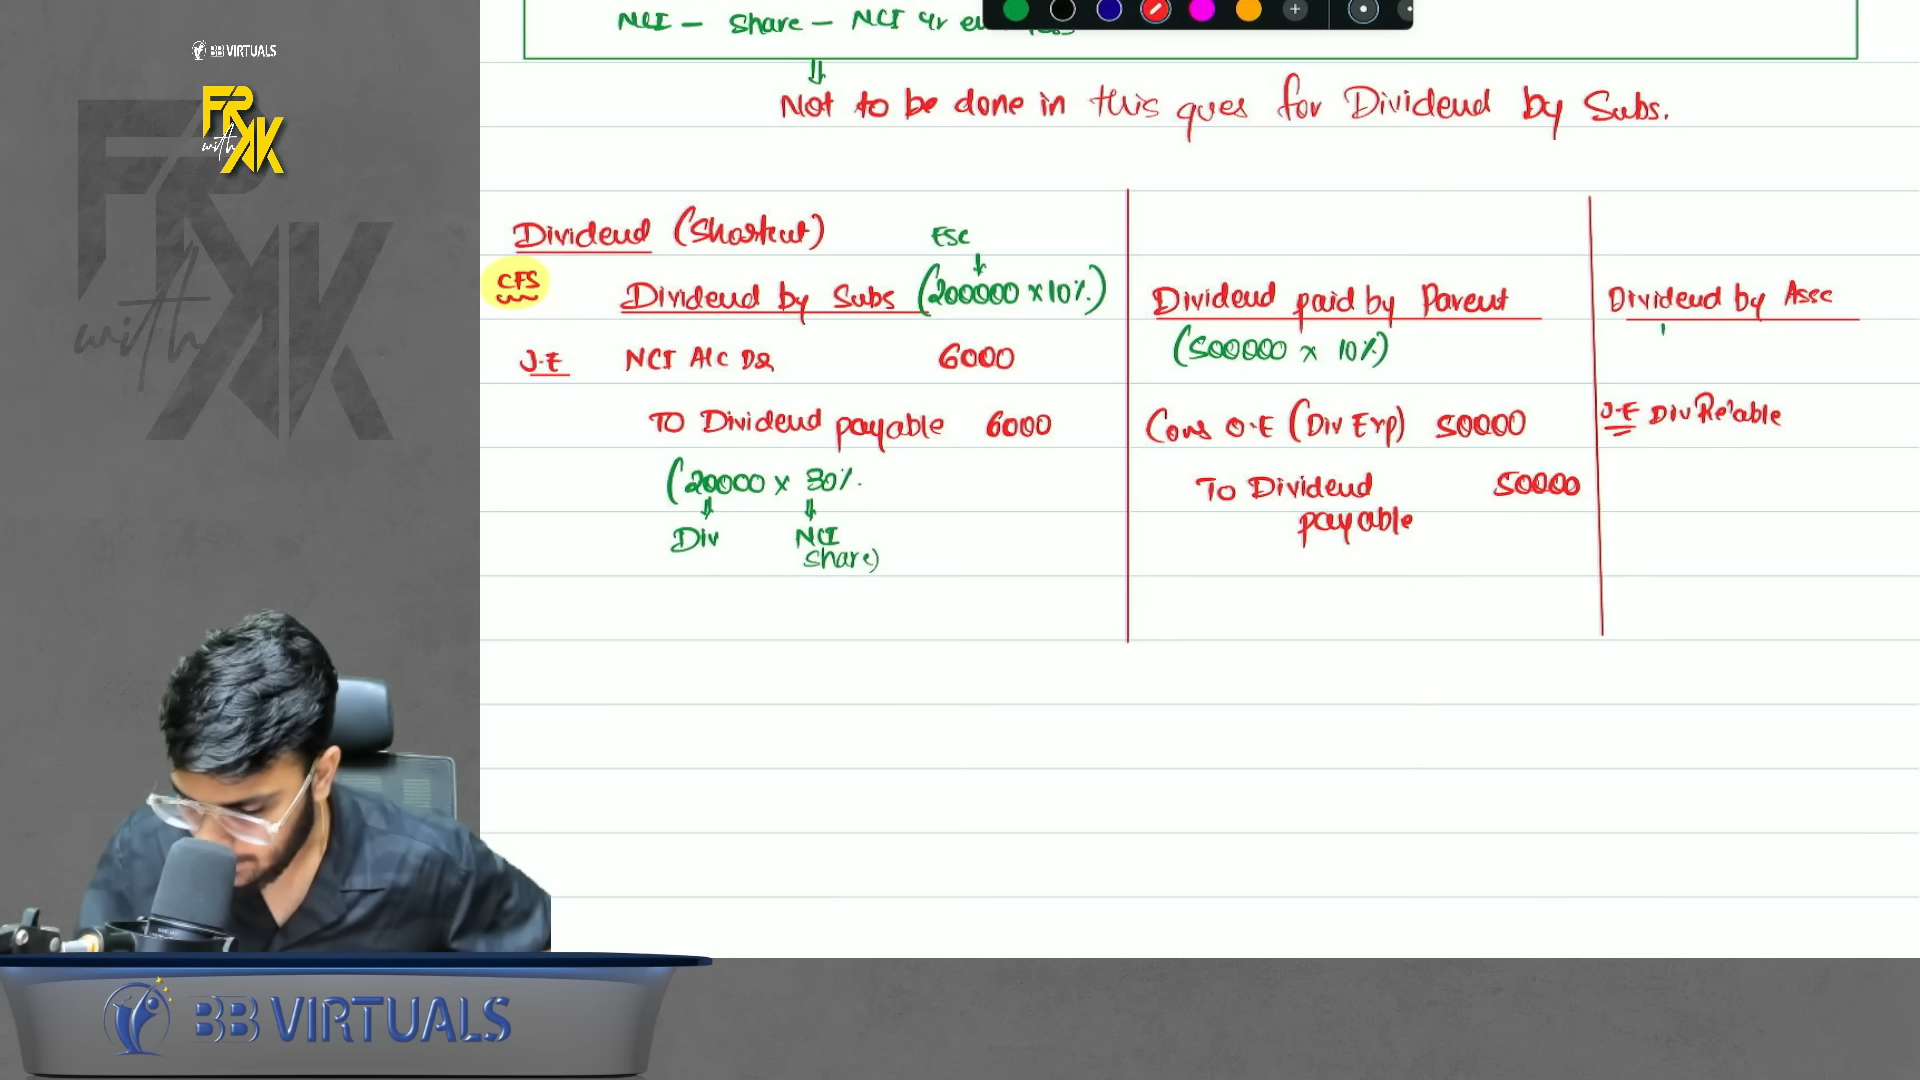 BB VIRTUALS
FR
with
KK
NCI – Share – NCI 4r
Not to be done in this ques for Dividend by Subs.
Dividend (Shortcut)
ESC
CFS
Dividend by Subs (200000 x 10%)
Dividend paid by Parent
Dividend by Assc
(500000 x 10%)
J.E NCI A/c Dr 6000
To Dividend payable 6000
Cons O.E (Div Exp) 50000
J.E Div Re'able
(20000 x 30%
To Dividend payable 50000
Div NCI
Share)
BB VIRTUALS